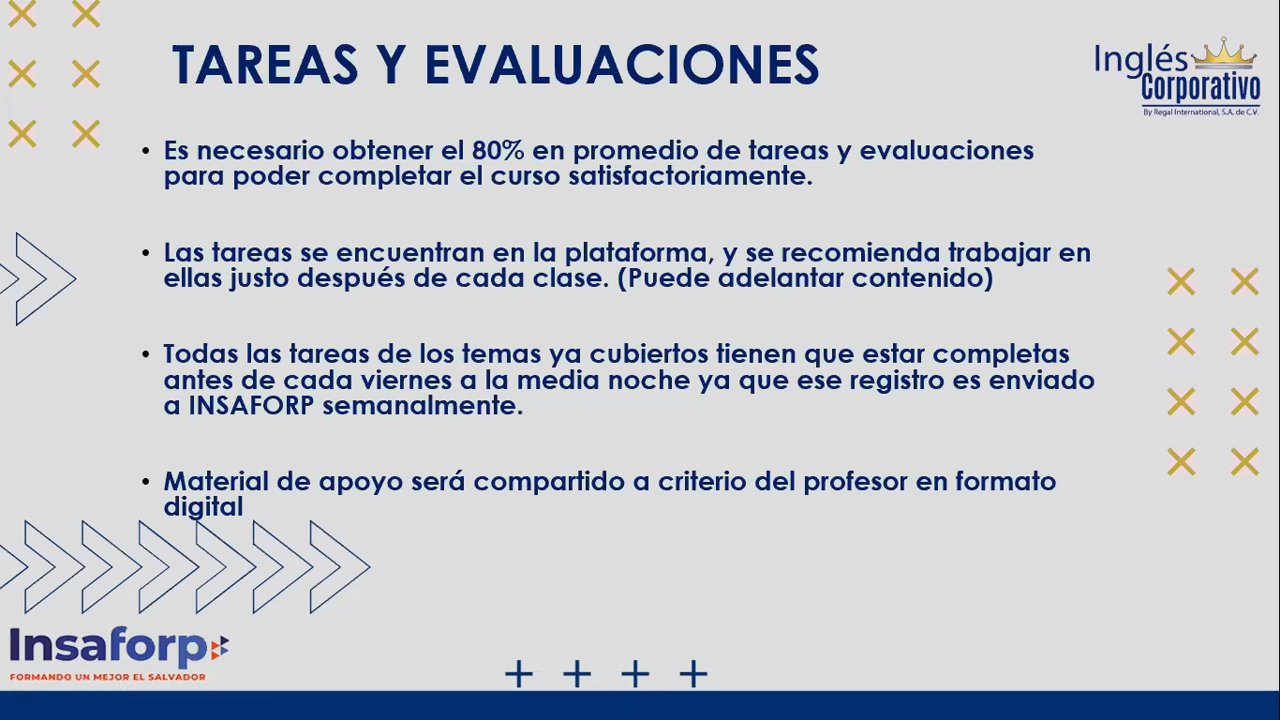 TAREAS Y EVALUACIONES
Inglés
Corporativo
By Regal International, S.A. de C.V.
• Es necesario obtener el 80% en promedio de tareas y evaluaciones
para poder completar el curso satisfactoriamente.
• Las tareas se encuentran en la plataforma, y se recomienda trabajar en
ellas justo después de cada clase. (Puede adelantar contenido)
• Todas las tareas de los temas ya cubiertos tienen que estar completas
antes de cada viernes a la media noche ya que ese registro es enviado
a INSAFORP semanalmente.
• Material de apoyo será compartido a criterio del profesor en formato
digital
Insaforp
FORMANDO UN MEJOR EL SALVADOR